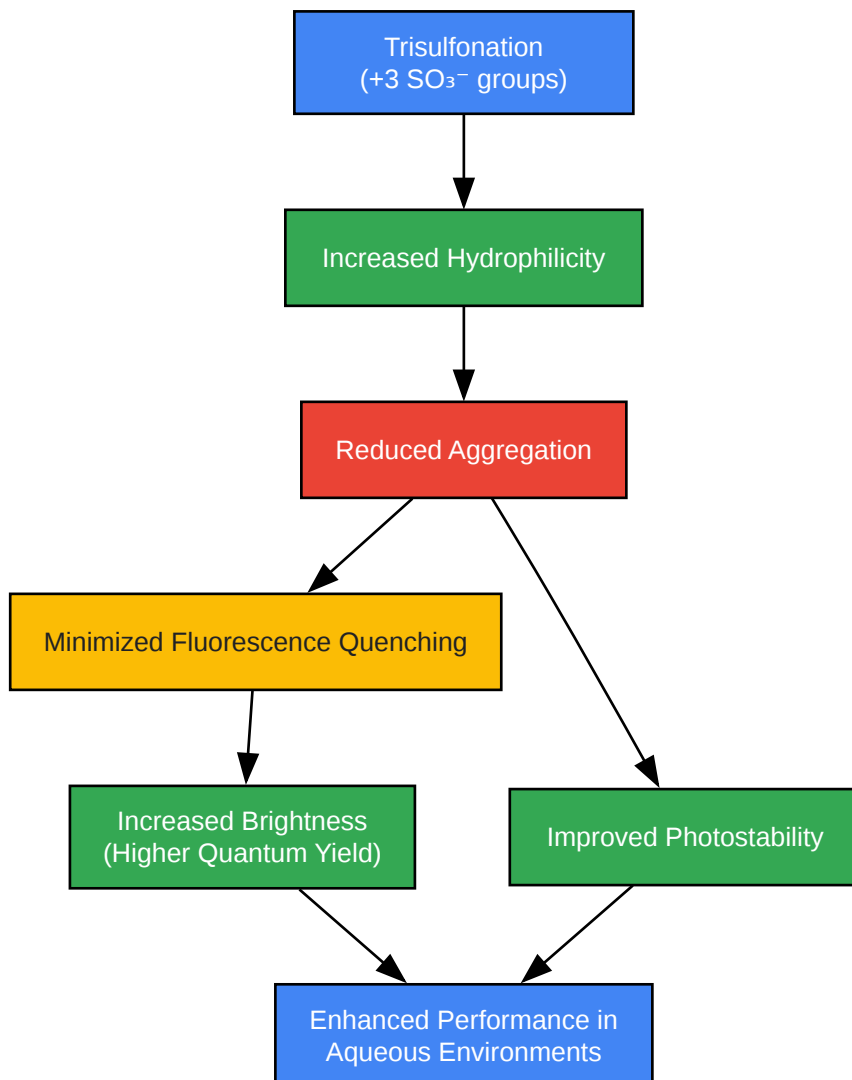 Trisulfonation
(+3 SO₃⁻ groups)
Increased Hydrophilicity
Reduced Aggregation
Minimized Fluorescence Quenching
Increased Brightness
(Higher Quantum Yield)
Improved Photostability
Enhanced Performance in
Aqueous Environments